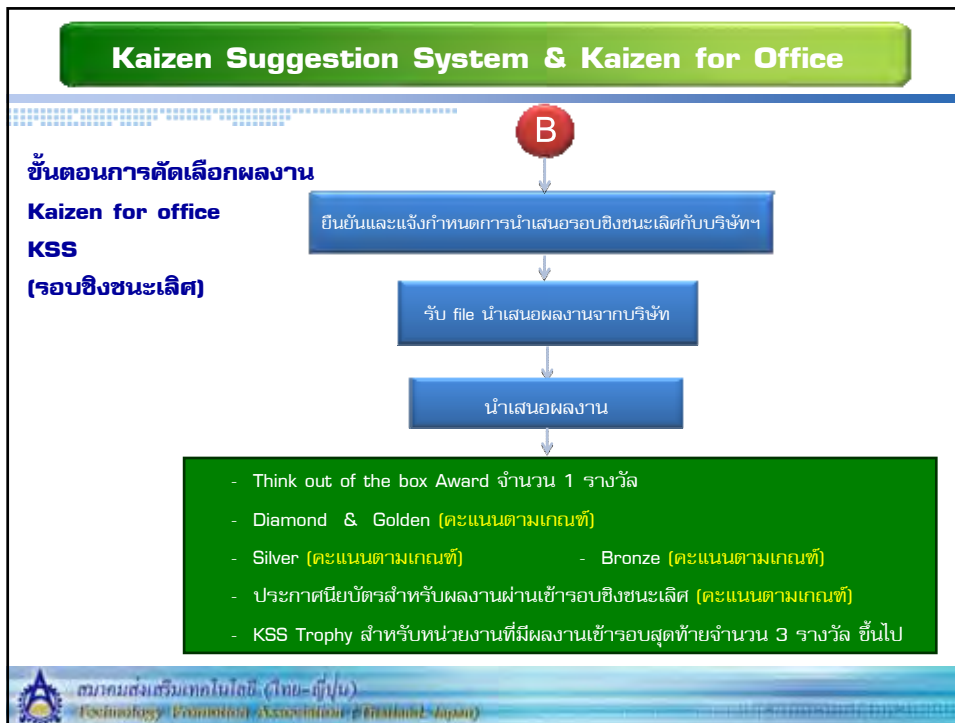 Kaizen Suggestion System & Kaizen for Office
B
ขั้นตอนการคัดเลือกผลงาน
Kaizen for office
KSS
(รอบชิงชนะเลิศ)
ยืนยันและแจ้งกำหนดการนำเสนอรอบชิงชนะเลิศกับบริษัทฯ
รับ file นำเสนอผลงานจากบริษัท
นำเสนอผลงาน
- Think out of the box Award จำนวน 1 รางวัล
- Diamond & Golden (คะแนนตามเกณฑ์)
- Silver (คะแนนตามเกณฑ์) - Bronze (คะแนนตามเกณฑ์)
- ประกาศนียบัตรสำหรับผลงานผ่านเข้ารอบชิงชนะเลิศ (คะแนนตามเกณฑ์)
- KSS Trophy สำหรับหน่วยงานที่มีผลงานเข้ารอบสุดท้ายจำนวน 3 รางวัล ขึ้นไป
สมาคมส่งเสริมเทคโนโลยี (ไทย-ญี่ปุ่น)
Technology Promotion Association (Thailand-Japan)